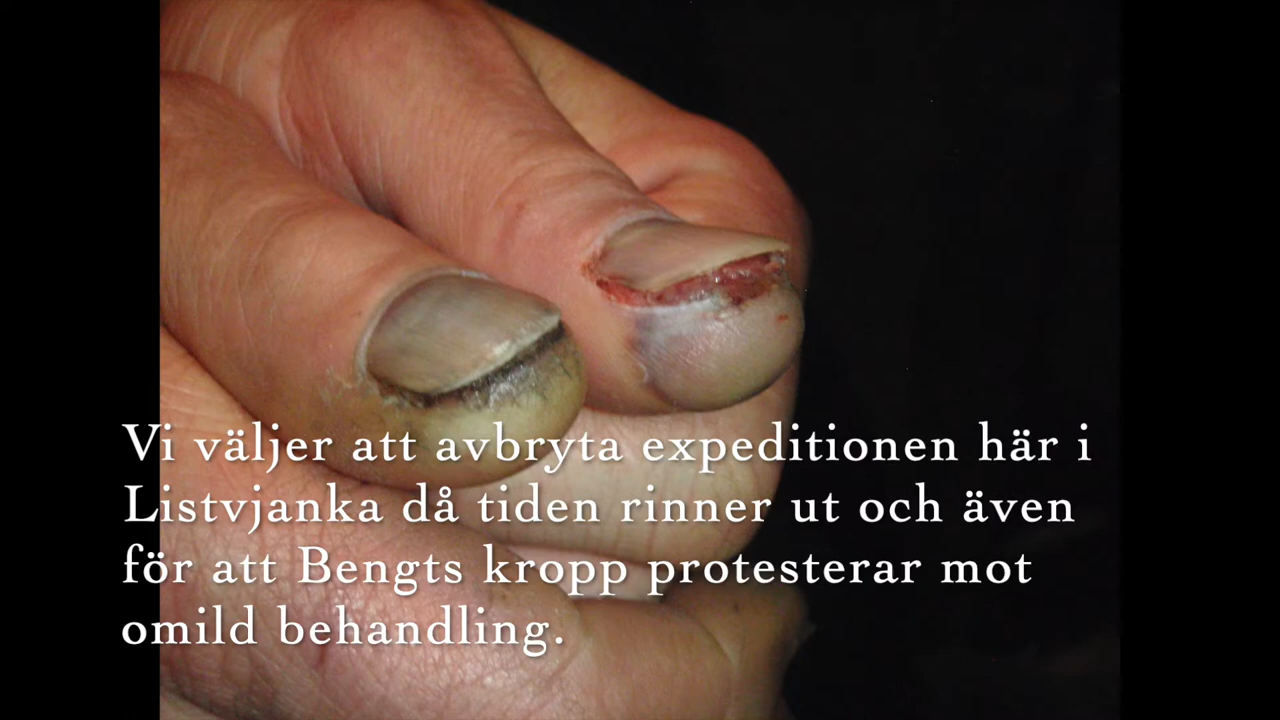 Vi väljer att avbryta expeditionen här i
Listvjanka då tiden rinner ut och även
för att Bengts kropp protesterar mot
omild behandling.